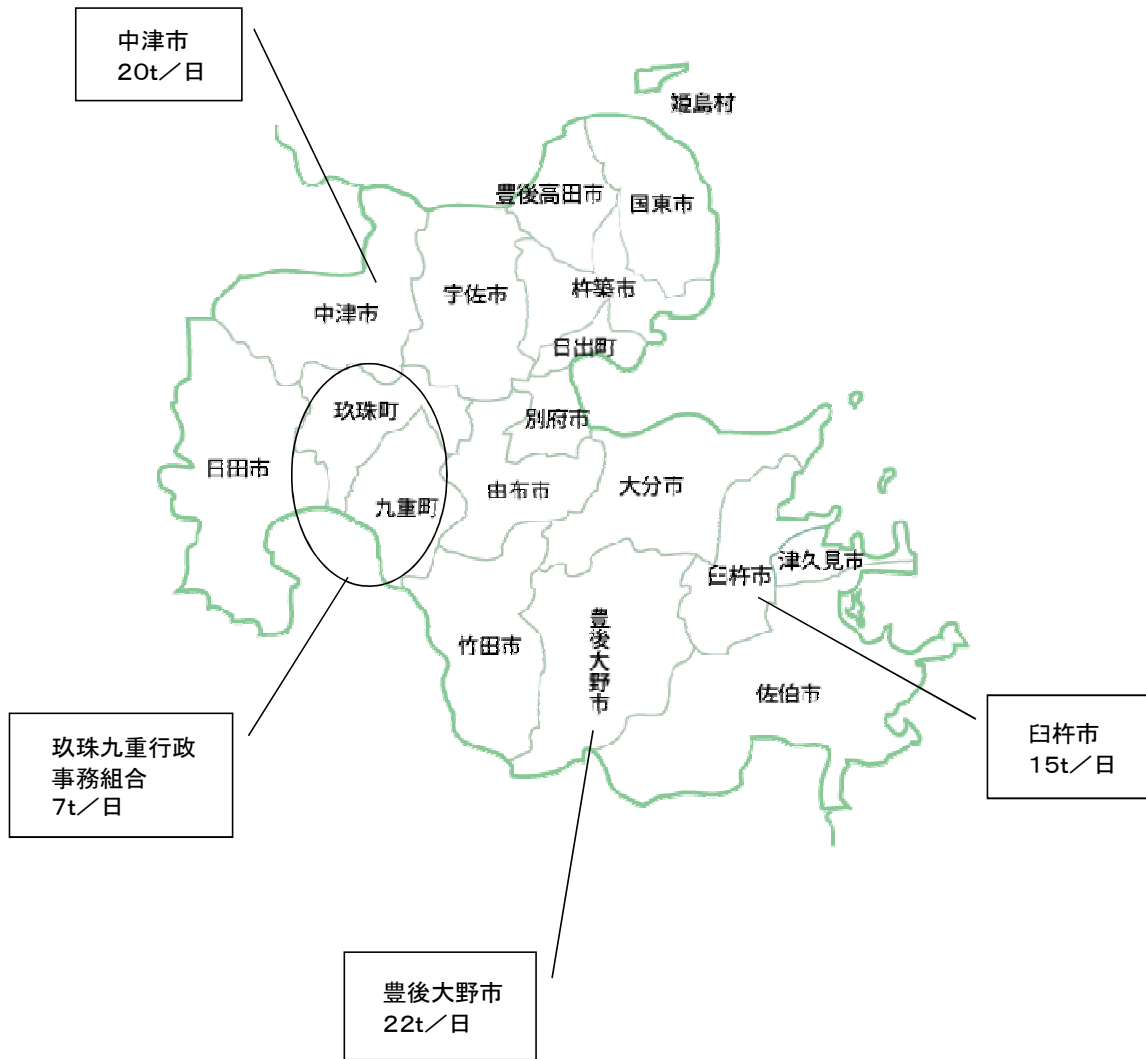 中津市
20t／日
姫島村
豊後高田市
国東市
宇佐市
杵築市
中津市
日出町
玖珠町
別府市
日田市
九重町
由布市
大分市
津久見市
臼杵市
竹田市
豊後大野市
佐伯市
玖珠九重行政
事務組合
7t／日
臼杵市
15t／日
豊後大野市
22t／日